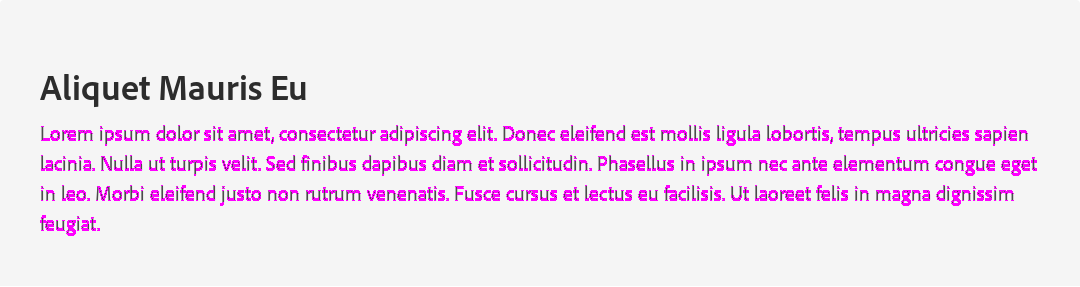 Aliquet Mauris Eu
Lorem ipsum dolor sit amet, consectetur adipiscing elit. Donec eleifend est mollis ligula lobortis, tempus ultricies sapien
lacinia. Nulla ut turpis velit. Sed finibus dapibus diam et sollicitudin. Phasellus in ipsum nec ante elementum congue eget
in leo. Morbi eleifend justo non rutrum venenatis. Fusce cursus et lectus eu facilisis. Ut laoreet felis in magna dignissim
feugiat.